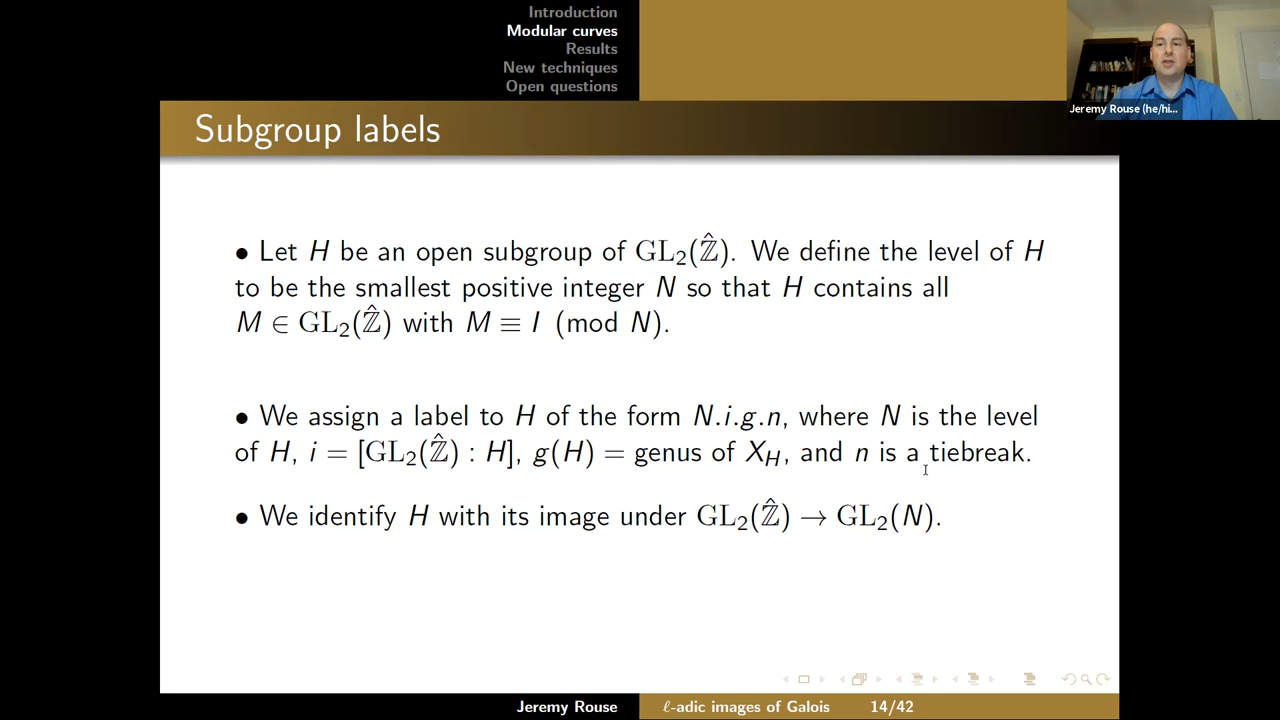 Introduction
Modular curves
Results
New techniques
Open questions
Jeremy Rouse (he/hi...
Subgroup labels
• Let H be an open subgroup of GL₂(ℤ̂). We define the level of H
to be the smallest positive integer N so that H contains all
M ∈ GL₂(ℤ̂) with M ≡ I (mod N).
• We assign a label to H of the form N.i.g.n, where N is the level
of H, i = [GL₂(ℤ̂) : H], g(H) = genus of X_H, and n is a tiebreak.
• We identify H with its image under GL₂(ℤ̂) → GL₂(N).
Jeremy Rouse
ℓ-adic images of Galois
14/42